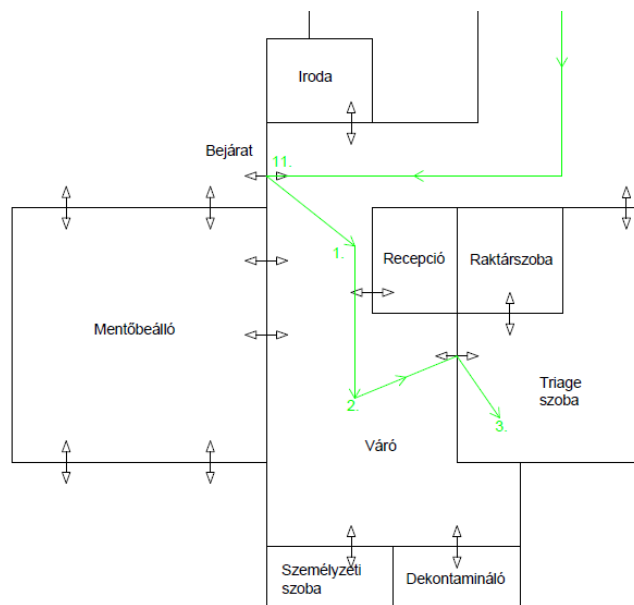 Iroda
Bejárat
11.
1.
Recepció
Raktárszoba
Mentőbeálló
Triage
szoba
2.
3.
Váró
Személyzeti
szoba
Dekontamináló